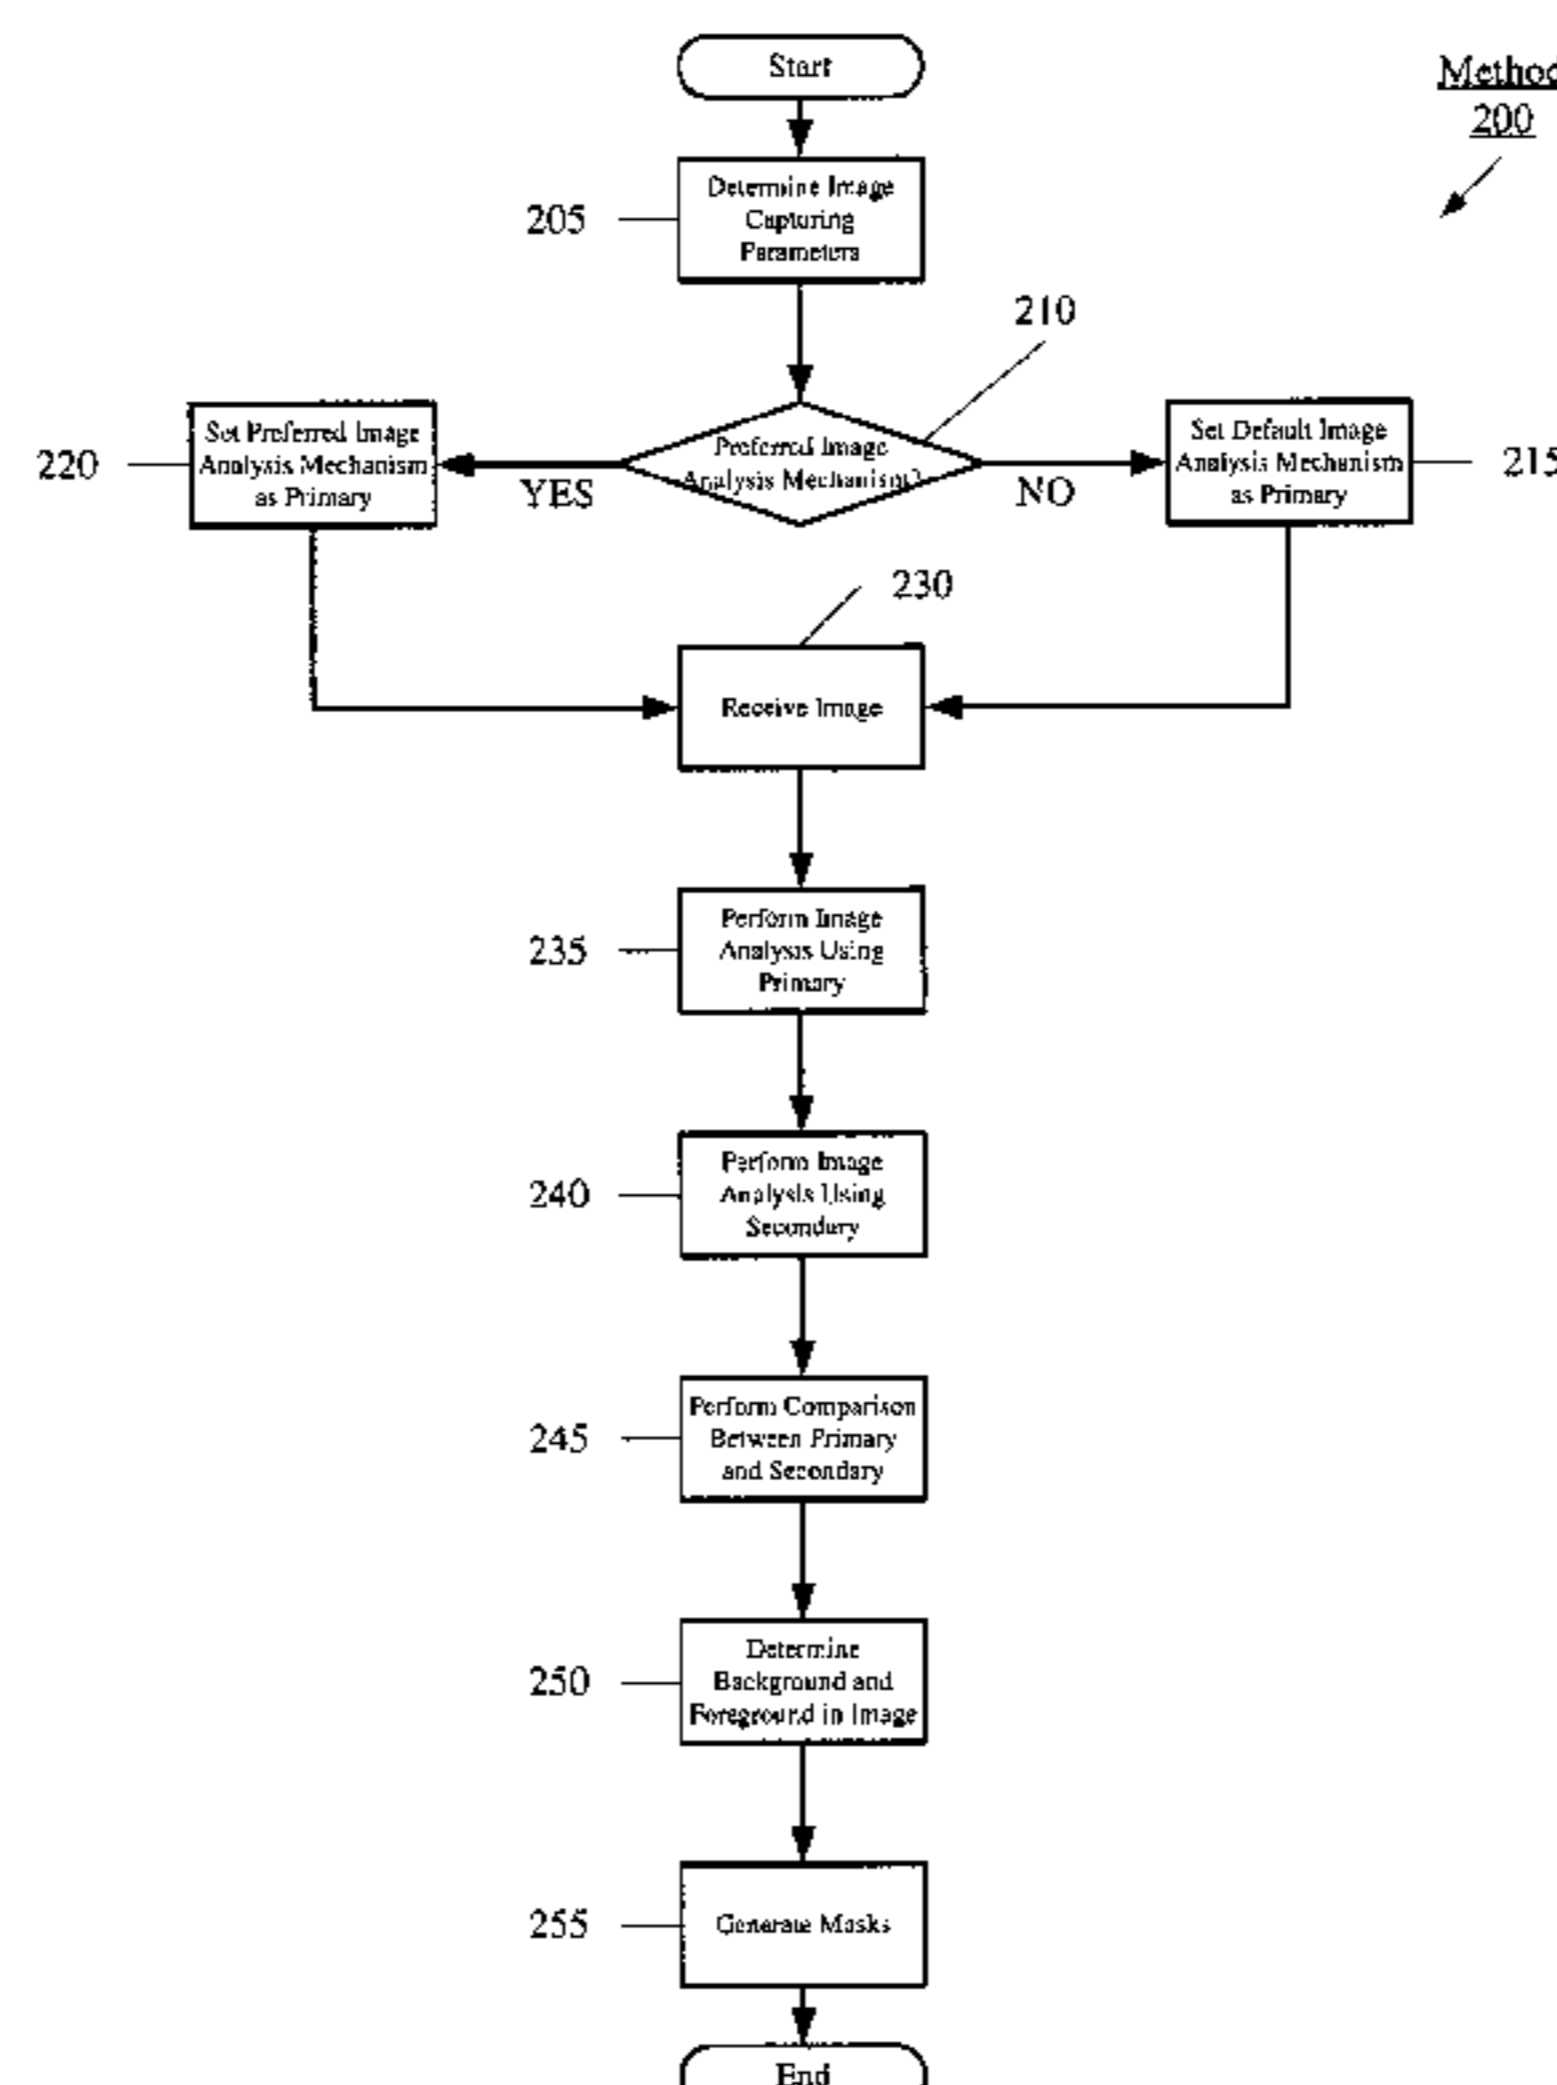 Start
Method
200
Determine Image
Capturing
Parameters
205
210
Set Preferred Image
Analysis Mechanism
as Primary
220
Preferred Image
Analysis Mechanism?
YES
NO
Set Default Image
Analysis Mechanism
as Primary
215
230
Receive Image
Perform Image
Analysis Using
Primary
235
Perform Image
Analysis Using
Secondary
240
Perform Comparison
Between Primary
and Secondary
245
Determine
Background and
Foreground in Image
250
Generate Masks
255
End